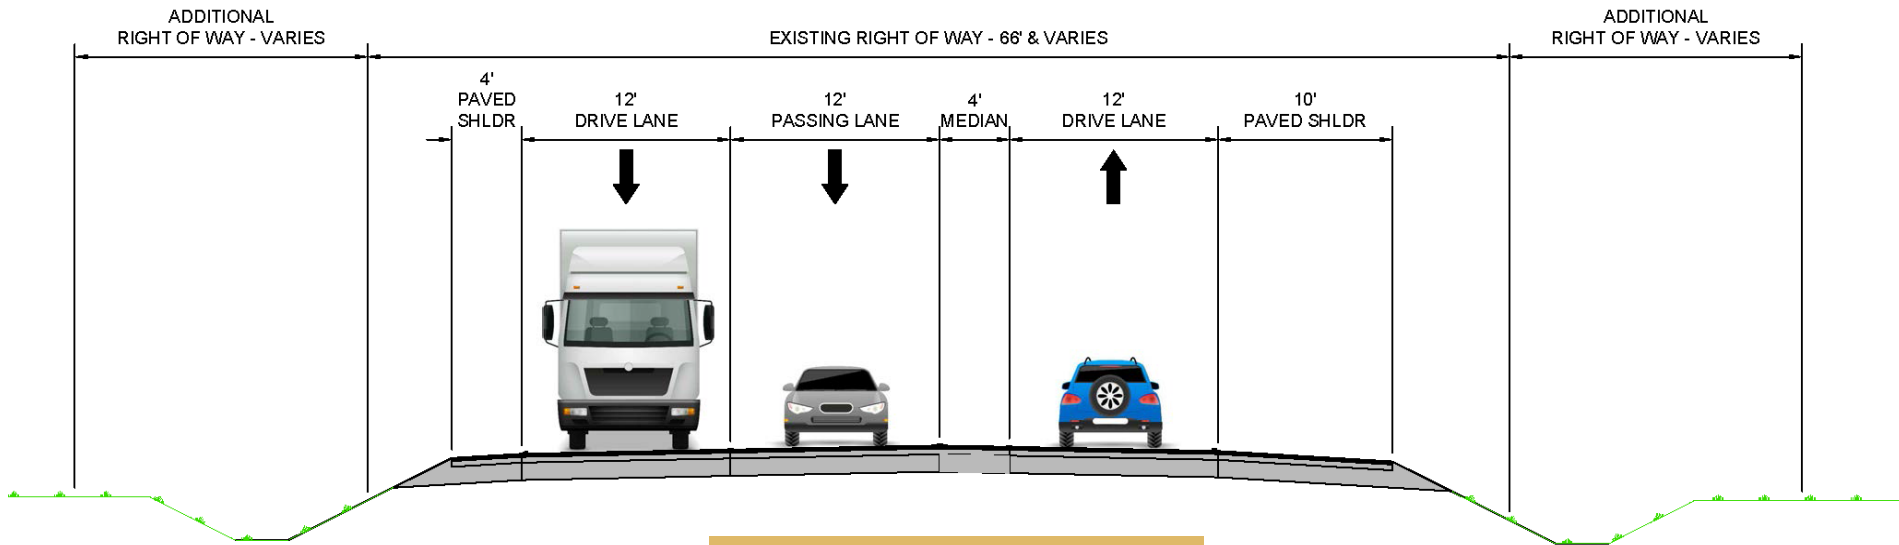 ADDITIONAL
RIGHT OF WAY - VARIES
EXISTING RIGHT OF WAY - 66' & VARIES
ADDITIONAL
RIGHT OF WAY - VARIES
4'
PAVED
SHLDR
12'
DRIVE LANE
12'
PASSING LANE
4'
MEDIAN
12'
DRIVE LANE
10'
PAVED SHLDR